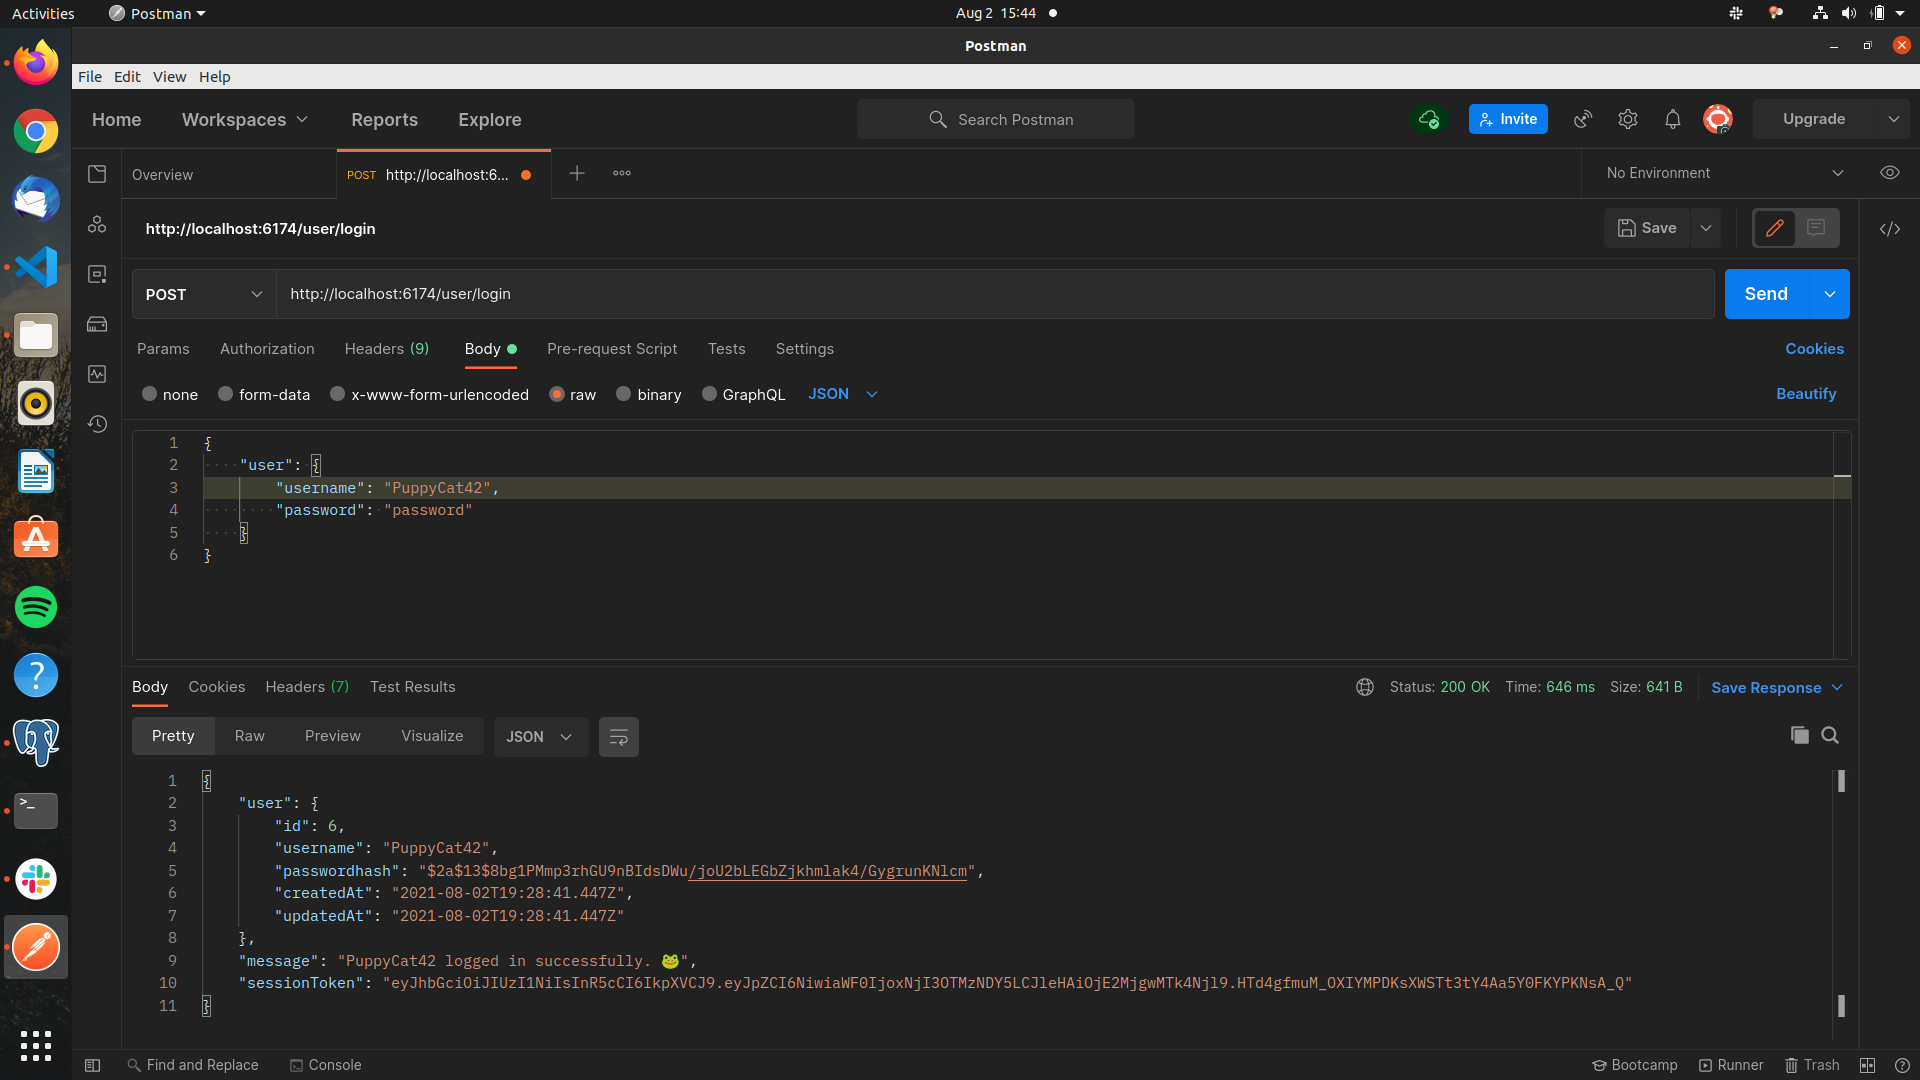 Activities Postman Aug 2 15:44
Postman
File Edit View Help
Home Workspaces Reports Explore Search Postman Invite Upgrade
Overview POST http://localhost:6... No Environment
http://localhost:6174/user/login Save
POST http://localhost:6174/user/login Send
Params Authorization Headers (9) Body Pre-request Script Tests Settings Cookies
none form-data x-www-form-urlencoded raw binary GraphQL JSON Beautify
1 {
2 "user": {
3 "username": "PuppyCat42",
4 "password": "password"
5 }
6 }
Body Cookies Headers (7) Test Results Status: 200 OK Time: 646 ms Size: 641 B Save Response
Pretty Raw Preview Visualize JSON
1 {
2 "user": {
3 "id": 6,
4 "username": "PuppyCat42",
5 "passwordhash": "$2a$13$8bg1PMmp3rhGU9nBIdsDWu/joU2bLEGbZjkhmlak4/GygrunKNlcm",
6 "createdAt": "2021-08-02T19:28:41.447Z",
7 "updatedAt": "2021-08-02T19:28:41.447Z"
8 },
9 "message": "PuppyCat42 logged in successfully. 🐸",
10 "sessionToken": "eyJhbGciOiJIUzI1NiIsInR5cCI6IkpXVCJ9.eyJpZCI6NiwiaWF0IjoxNjI3OTMzNDY5LCJleHAiOjE2MjgwMTk4Njl9.HTd4gfmuM_OXIYMPDKsXWSTt3tY4Aa5Y0FKYPKNsA_Q"
11 }
Find and Replace Console Bootcamp Runner Trash